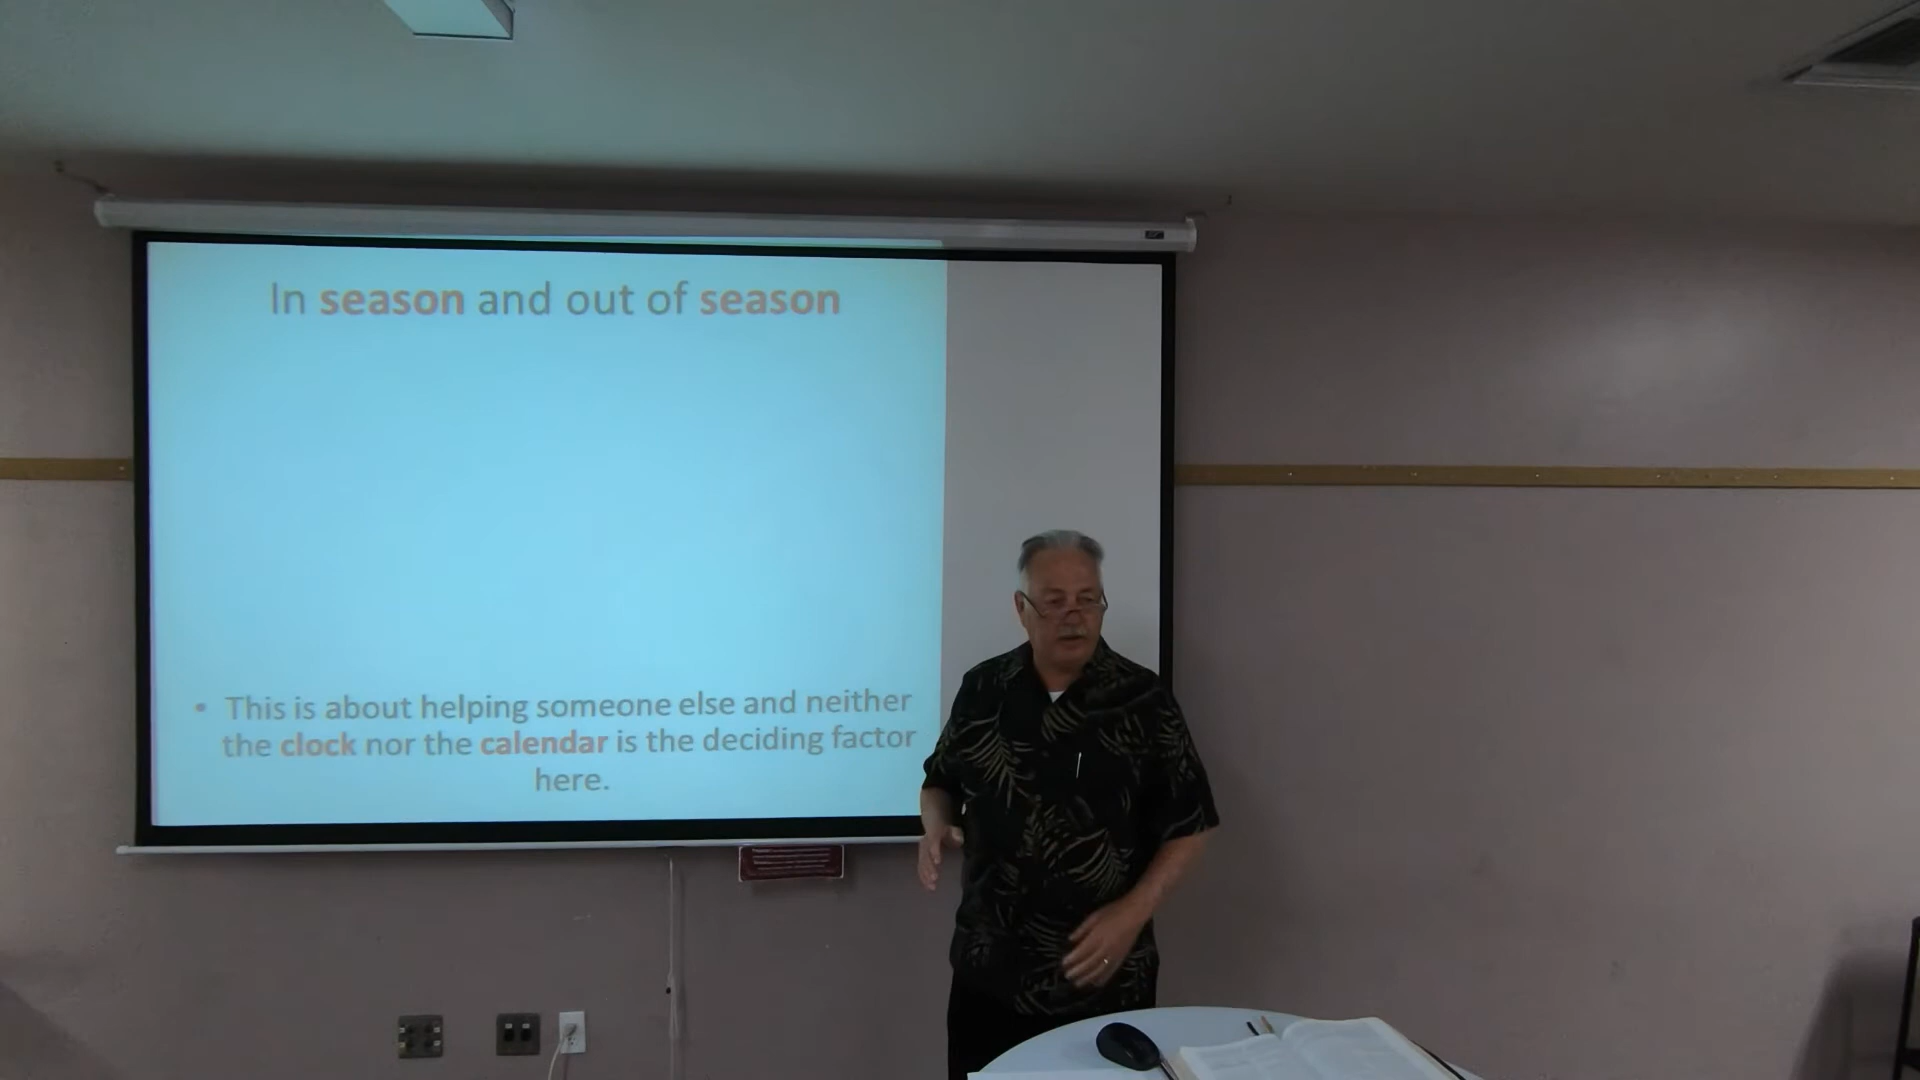 In season and out of season
• This is about helping someone else and neither
the clock nor the calendar is the deciding factor
here.